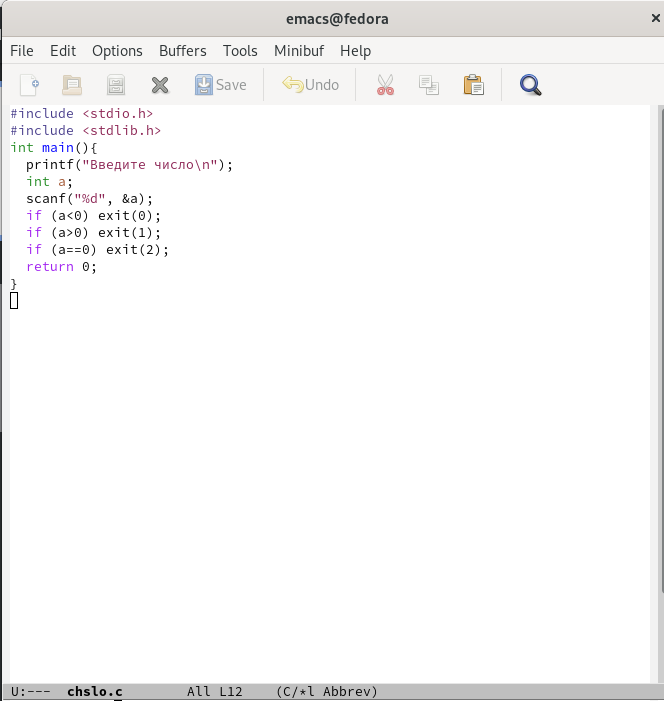 emacs@fedora
File Edit Options Buffers Tools Minibuf Help
Save Undo
#include <stdio.h>
#include <stdlib.h>
int main(){
  printf("Введите число\n");
  int a;
  scanf("%d", &a);
  if (a<0) exit(0);
  if (a>0) exit(1);
  if (a==0) exit(2);
  return 0;
}
U:--- chslo.c All L12 (C/*l Abbrev)